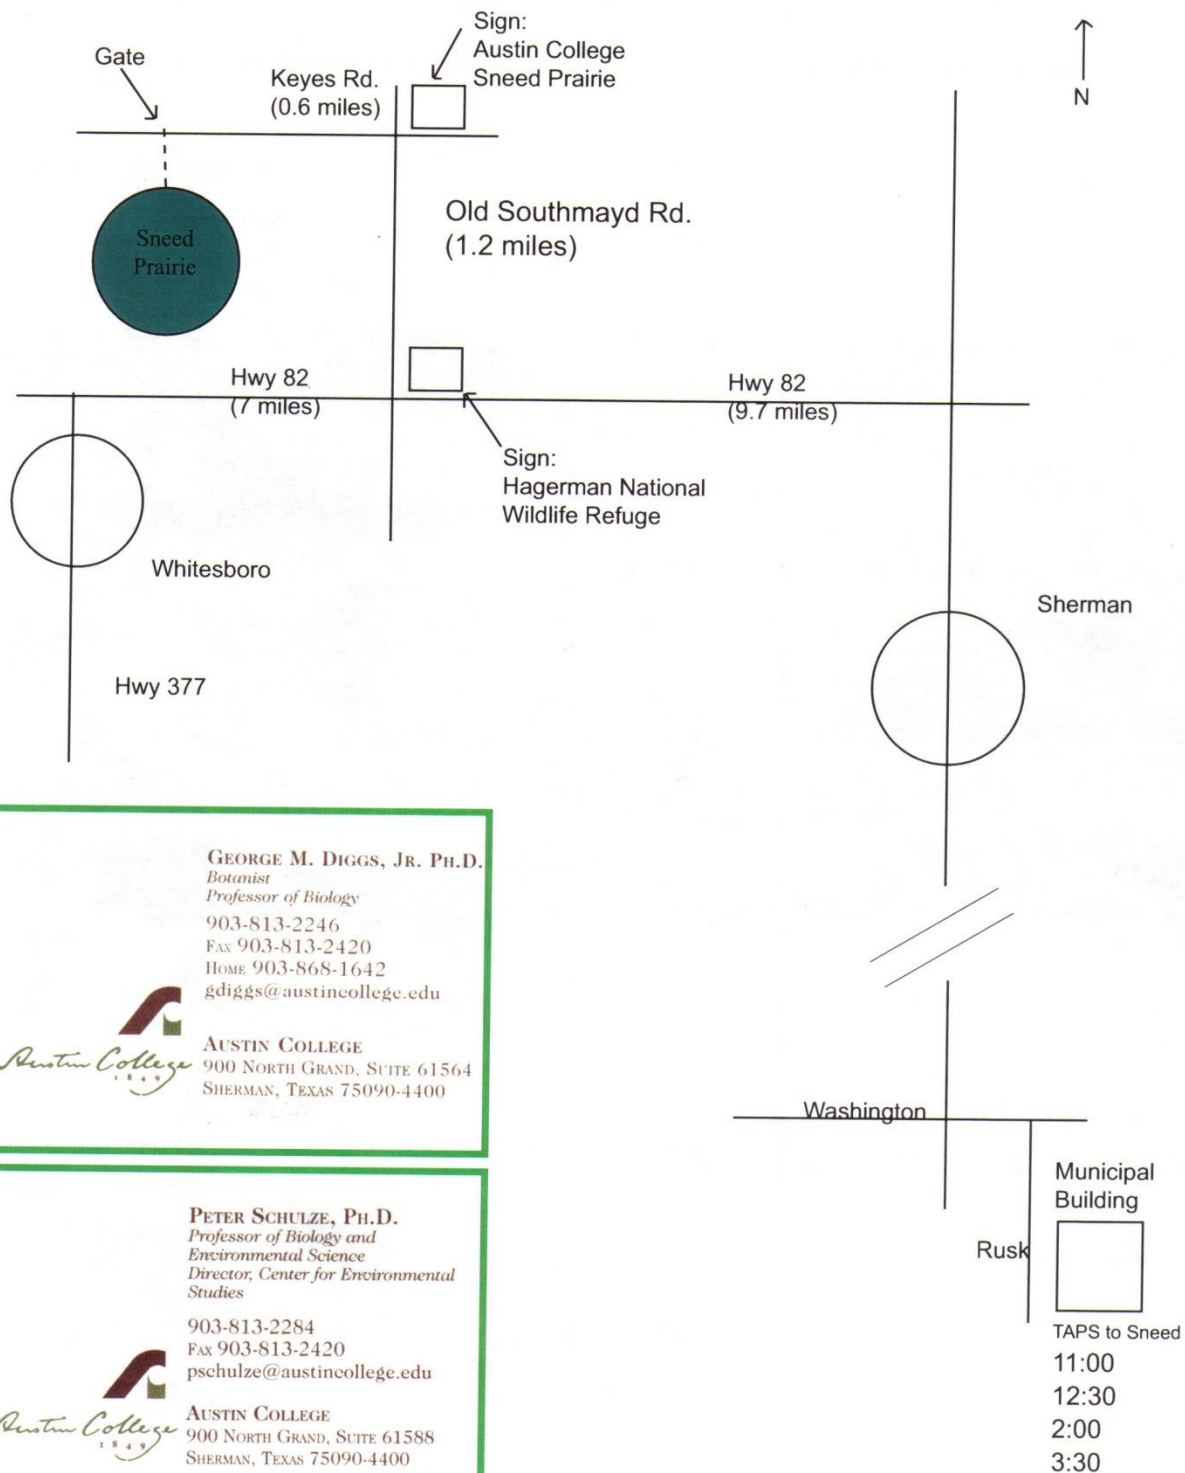 Gate
Keyes Rd.
(0.6 miles)
Sign:
Austin College
Sneed Prairie
N
Sneed
Prairie
Old Southmayd Rd.
(1.2 miles)
Hwy 82
(7 miles)
Hwy 82
(9.7 miles)
Sign:
Hagerman National
Wildlife Refuge
Whitesboro
Sherman
Hwy 377
GEORGE M. DIGGS, JR. PH.D.
Botanist
Professor of Biology
903-813-2246
FAX 903-813-2420
HOME 903-868-1642
gdiggs@austincollege.edu
Austin College
1849
AUSTIN COLLEGE
900 NORTH GRAND, SUITE 61564
SHERMAN, TEXAS 75090-4400
PETER SCHULZE, PH.D.
Professor of Biology and
Environmental Science
Director, Center for Environmental
Studies
903-813-2284
FAX 903-813-2420
pschulze@austincollege.edu
Austin College
1849
AUSTIN COLLEGE
900 NORTH GRAND, SUITE 61588
SHERMAN, TEXAS 75090-4400
Washington
Rusk
Municipal
Building
TAPS to Sneed
11:00
12:30
2:00
3:30